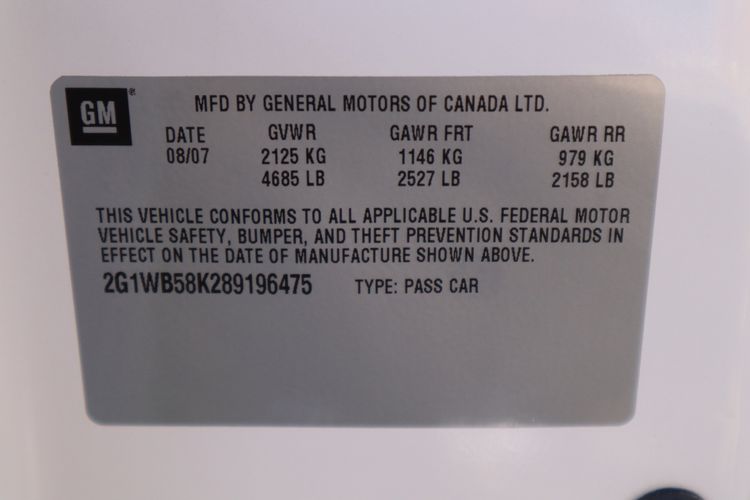 GM®
MFD BY GENERAL MOTORS OF CANADA LTD.
DATE GVWR GAWR FRT GAWR RR
08/07 2125 KG 1146 KG 979 KG
4685 LB 2527 LB 2158 LB
THIS VEHICLE CONFORMS TO ALL APPLICABLE U.S. FEDERAL MOTOR
VEHICLE SAFETY, BUMPER, AND THEFT PREVENTION STANDARDS IN
EFFECT ON THE DATE OF MANUFACTURE SHOWN ABOVE.
2G1WB58K289196475 TYPE: PASS CAR